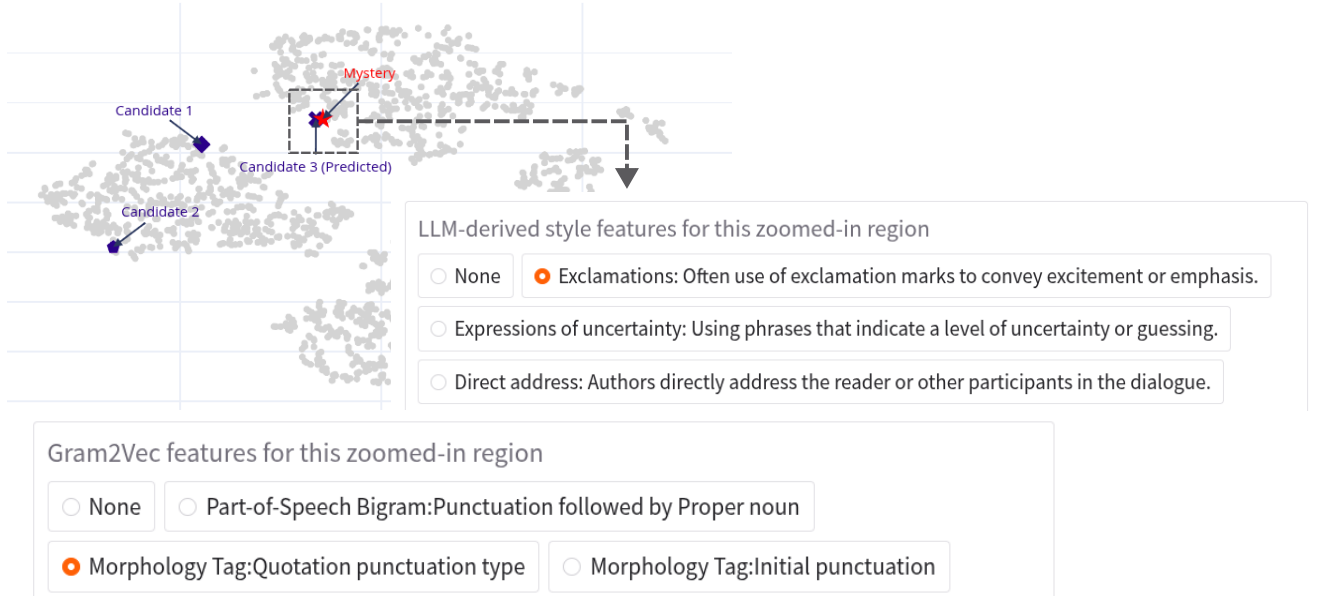 Mystery
Candidate 1
Candidate 3 (Predicted)
Candidate 2
LLM-derived style features for this zoomed-in region
None
Exclamations: Often use of exclamation marks to convey excitement or emphasis.
Expressions of uncertainty: Using phrases that indicate a level of uncertainty or guessing.
Direct address: Authors directly address the reader or other participants in the dialogue.
Gram2Vec features for this zoomed-in region
None
Part-of-Speech Bigram:Punctuation followed by Proper noun
Morphology Tag:Quotation punctuation type
Morphology Tag:Initial punctuation